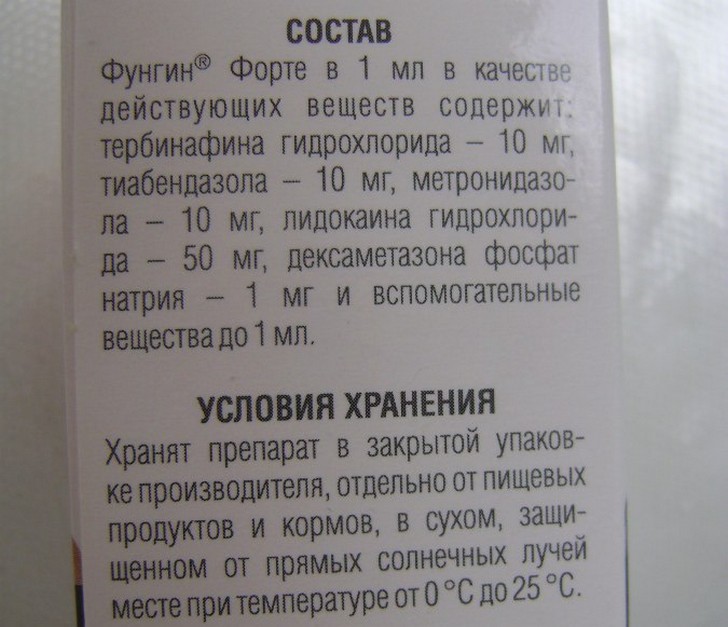 СОСТАВ
Фунгин® Форте в 1 мл в качестве
действующих веществ содержит:
тербинафина гидрохлорида – 10 мг,
тиабендазола – 10 мг, метронидазо-
ла – 10 мг, лидокаина гидрохлори-
да – 50 мг, дексаметазона фосфат
натрия – 1 мг и вспомогательные
вещества до 1 мл.
УСЛОВИЯ ХРАНЕНИЯ
Хранят препарат в закрытой упаков-
ке производителя, отдельно от пищевых
продуктов и кормов, в сухом, защи-
щенном от прямых солнечных лучей
месте при температуре от 0 °С до 25 °С.